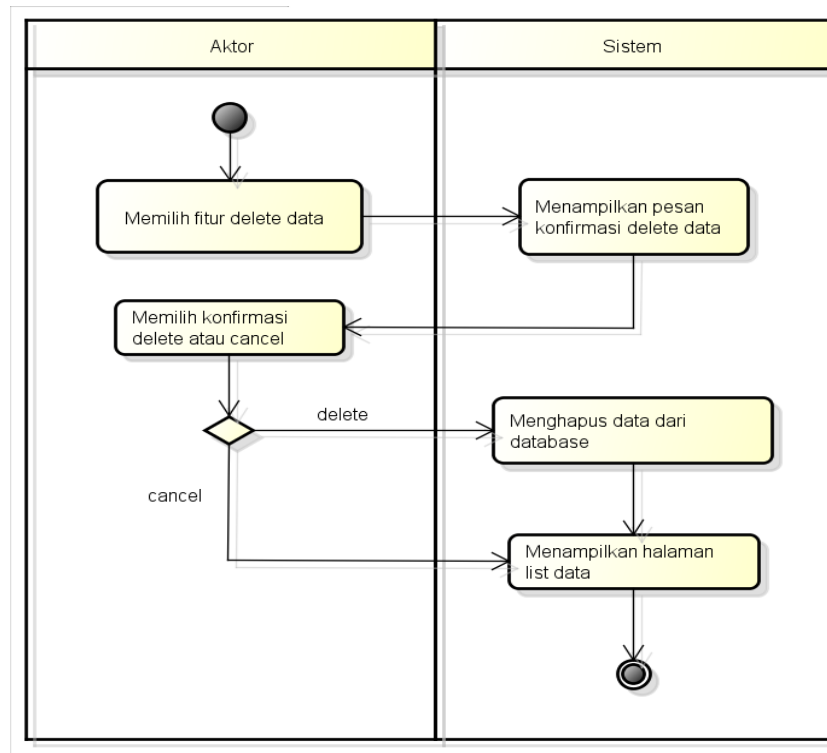 Aktor
Sistem
Memilih fitur delete data
Menampilkan pesan
konfirmasi delete data
Memilih konfirmasi
delete atau cancel
delete
Menghapus data dari
database
cancel
Menampilkan halaman
list data